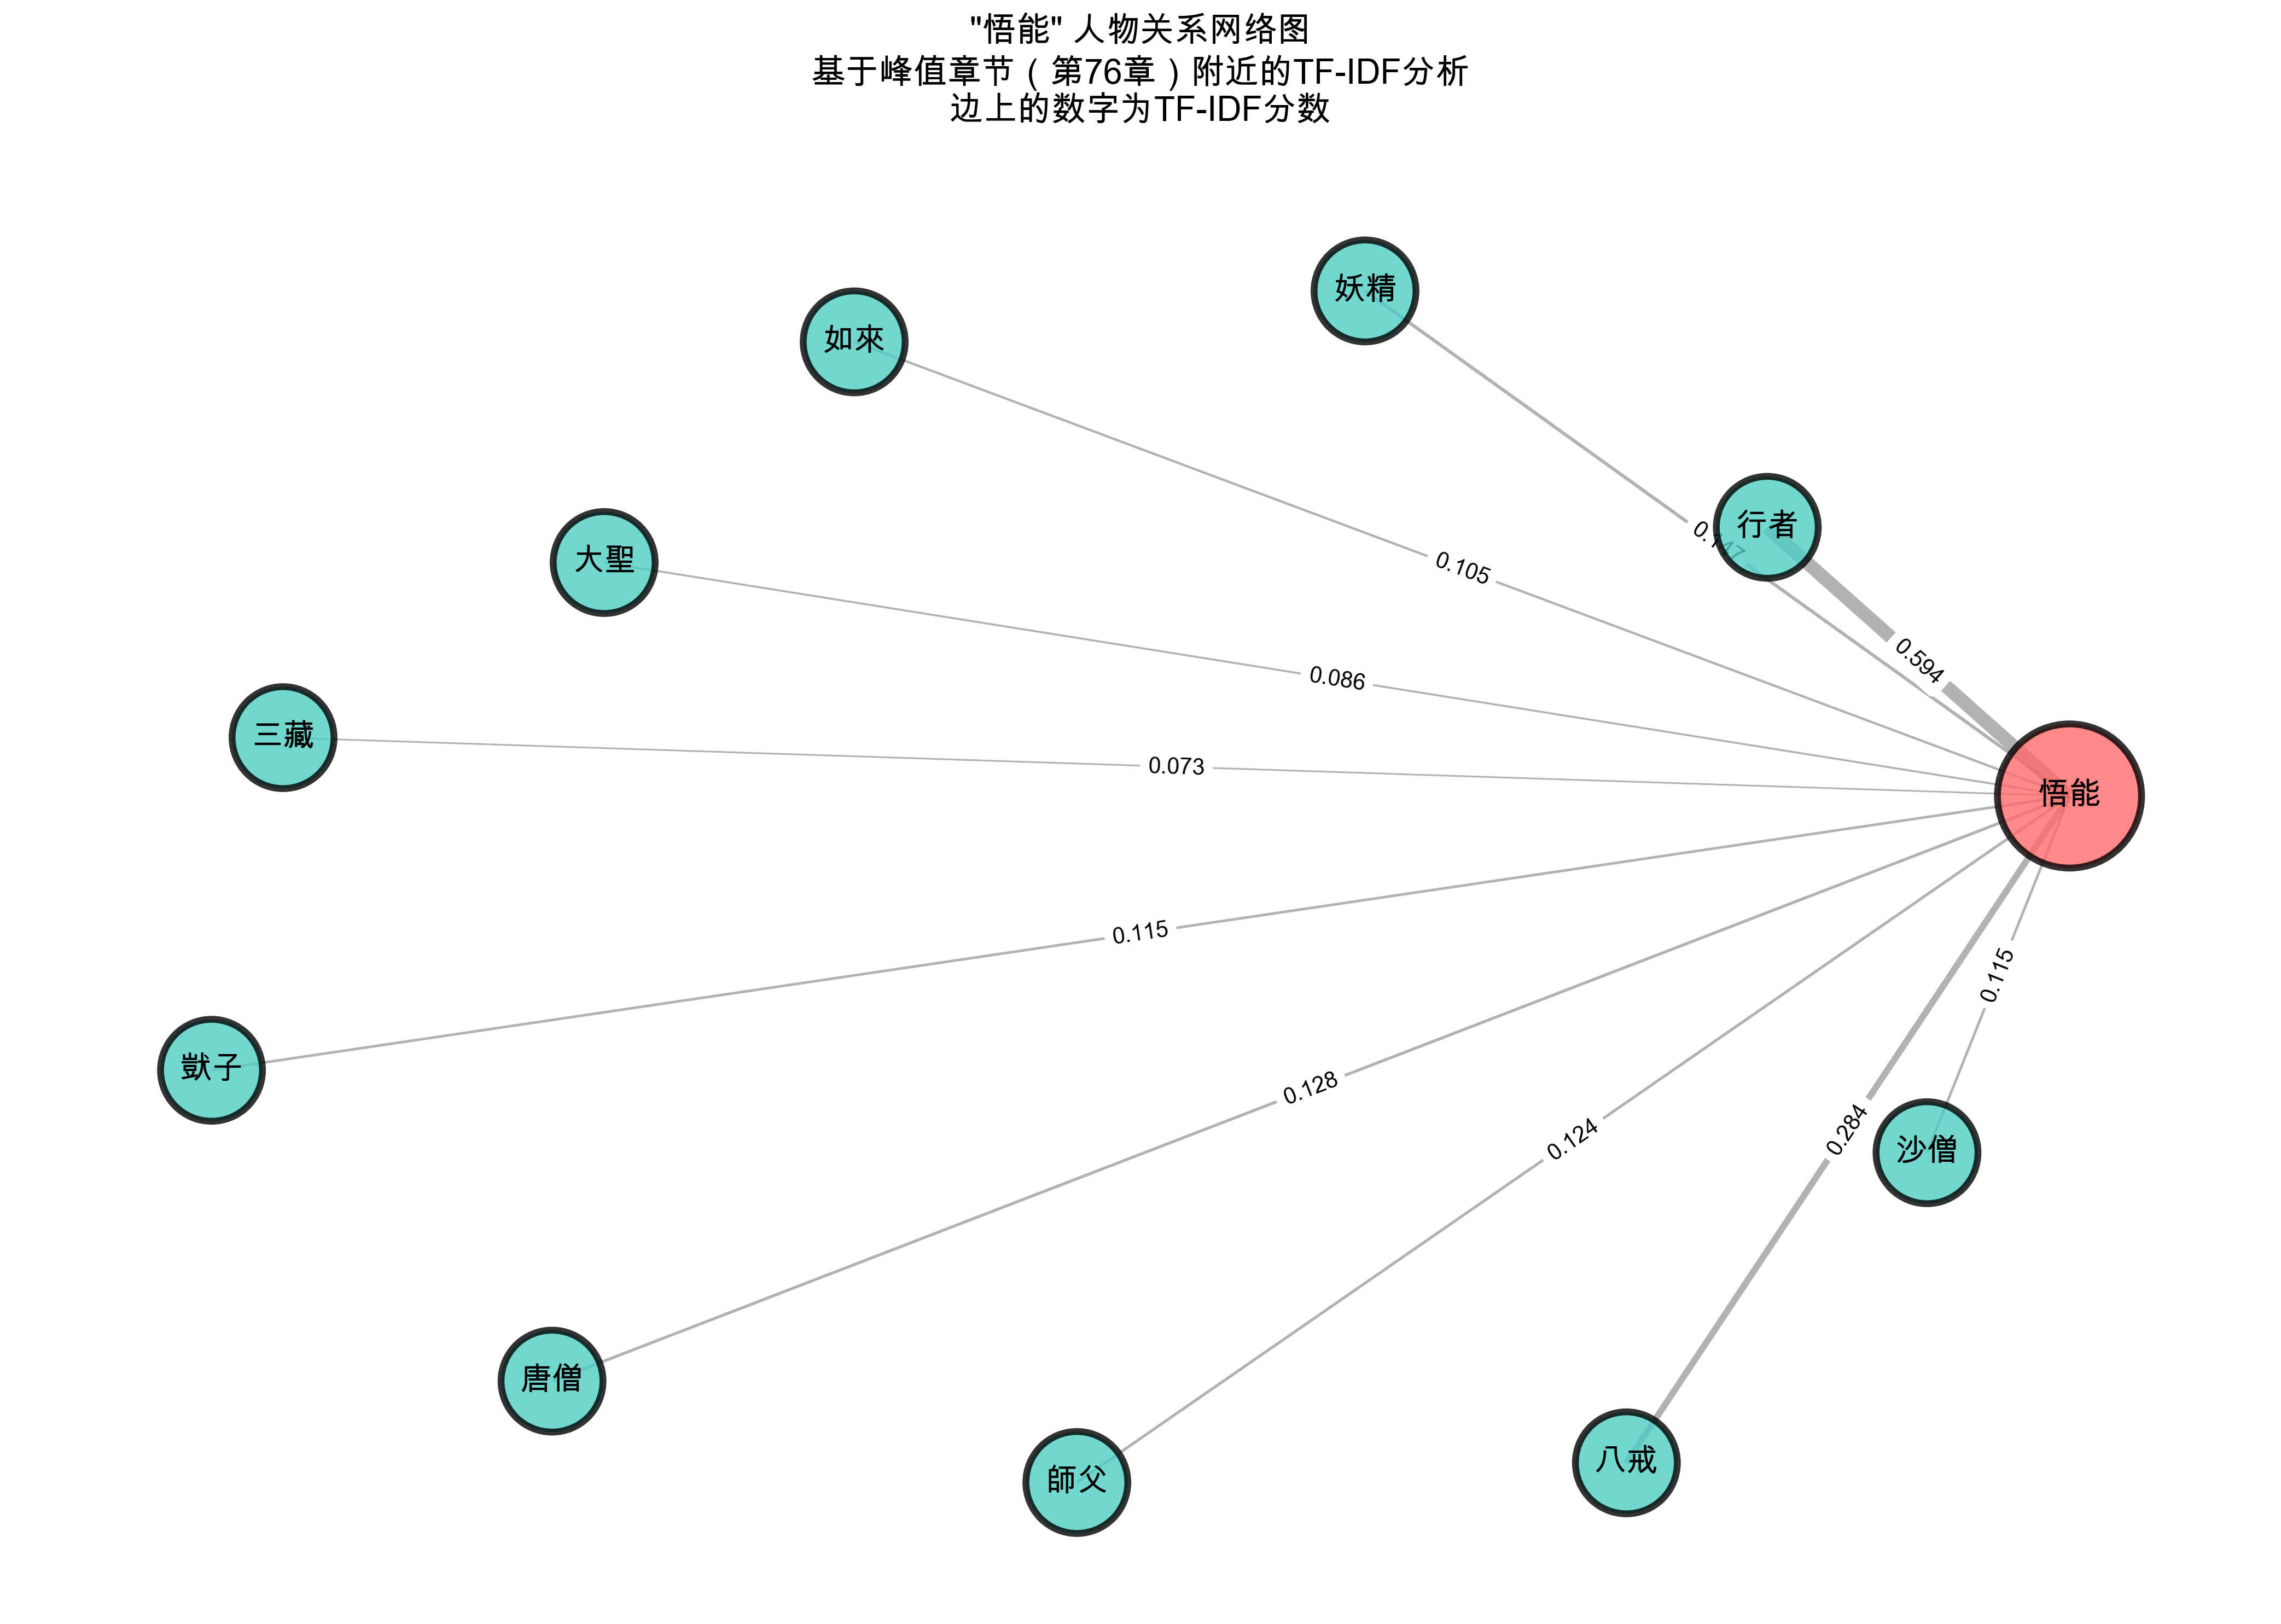 "悟能" 人物关系网络图
基于峰值章节（第76章）附近的TF-IDF分析
边上的数字为TF-IDF分数
妖精
如來
行者
0.147
大聖
0.105
0.594
0.086
三藏
0.073
悟能
0.115
0.115
獃子
0.128
0.124
0.284
沙僧
唐僧
八戒
師父